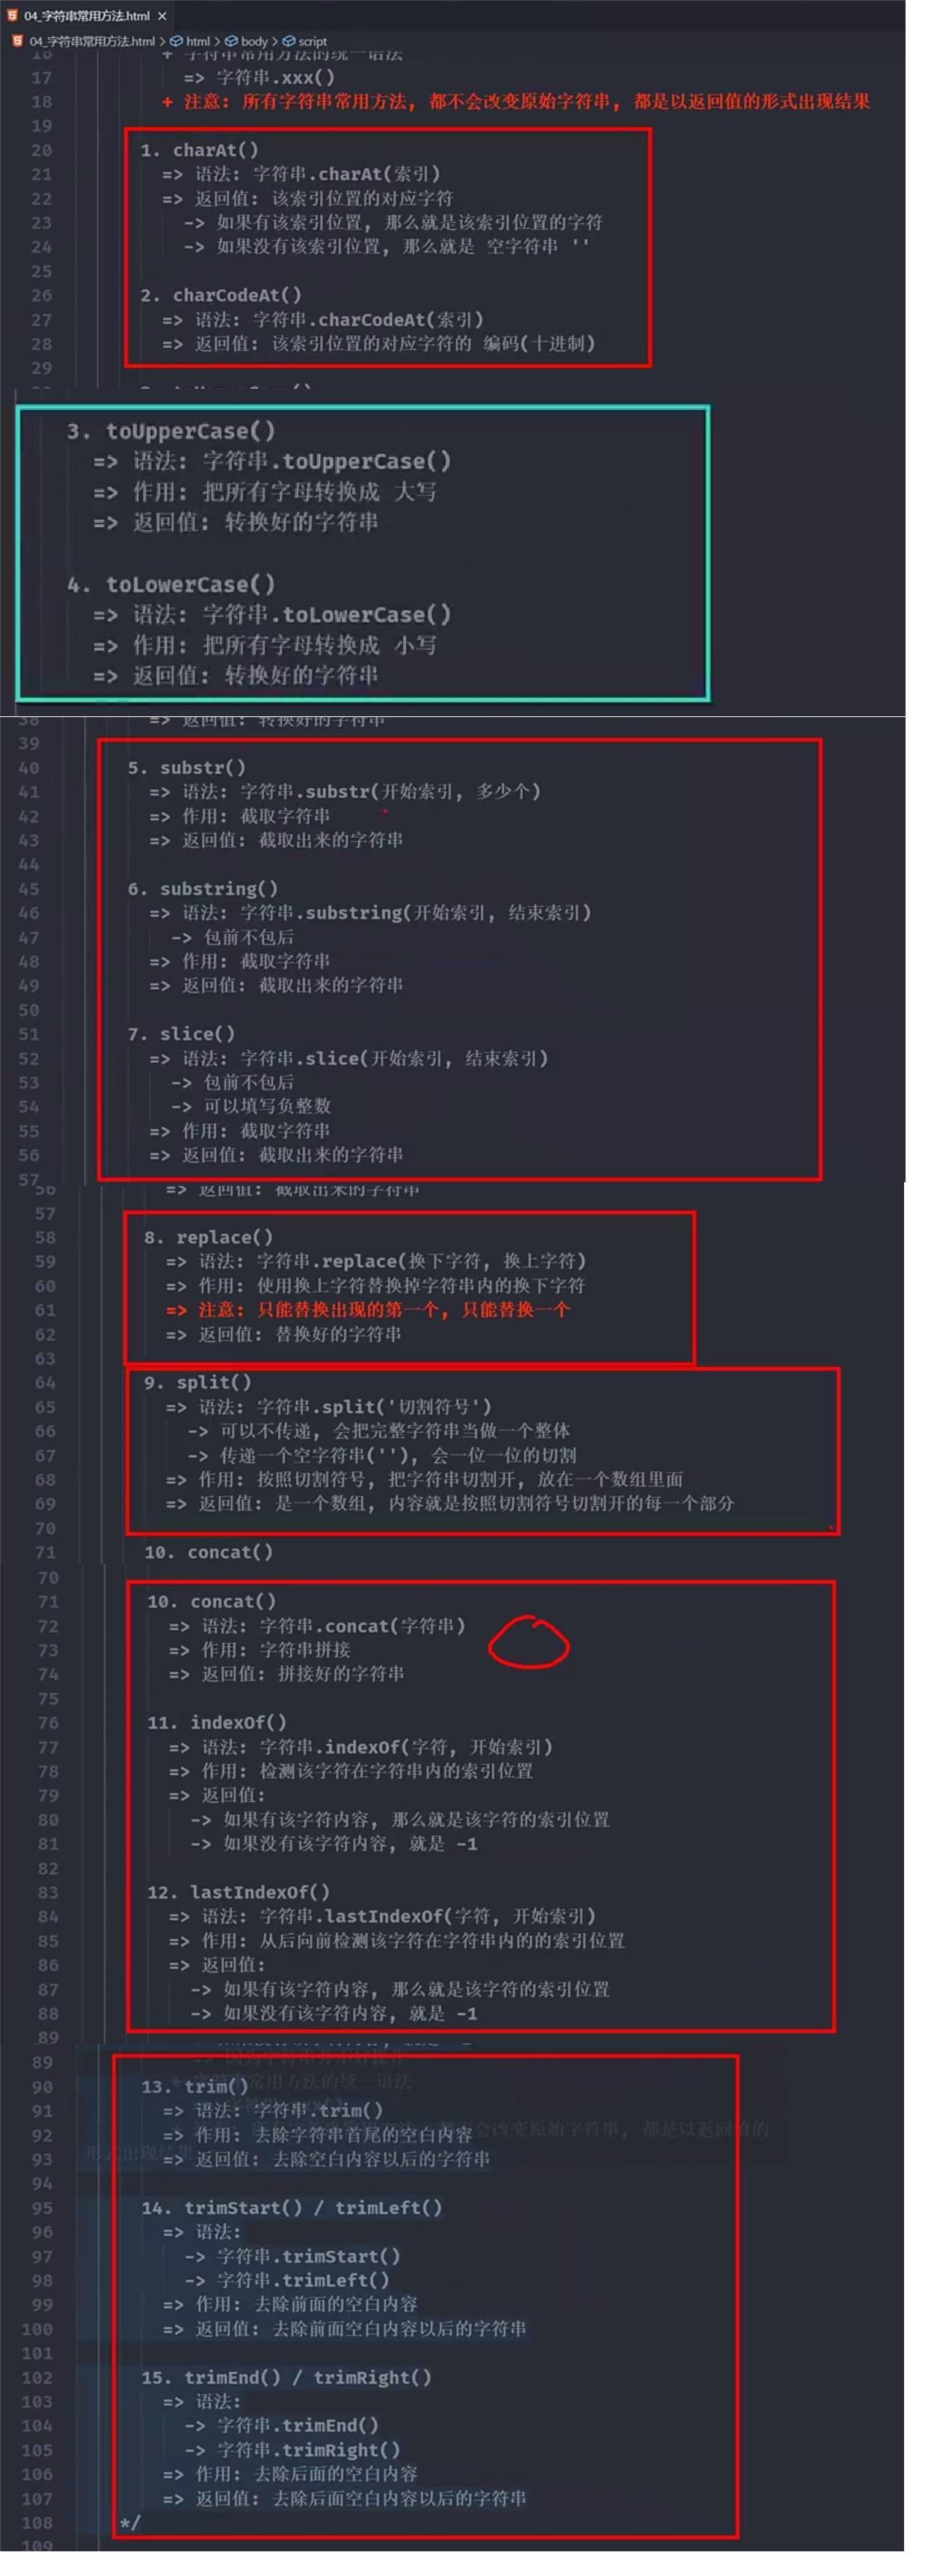 04_字符串常用方法.html ×
04_字符串常用方法.html > html > body > script
16 + 字符串常用方法的统一语法
17 => 字符串.xxx()
18 + 注意: 所有字符串常用方法, 都不会改变原始字符串, 都是以返回值的形式出现结果
19
20 1. charAt()
21 => 语法: 字符串.charAt(索引)
22 => 返回值: 该索引位置的对应字符
23 -> 如果有该索引位置, 那么就是该索引位置的字符
24 -> 如果没有该索引位置, 那么就是 空字符串 ''
25
26 2. charCodeAt()
27 => 语法: 字符串.charCodeAt(索引)
28 => 返回值: 该索引位置的对应字符的 编码(十进制)
29
3. toUpperCase()
=> 语法: 字符串.toUpperCase()
=> 作用: 把所有字母转换成 大写
=> 返回值: 转换好的字符串
4. toLowerCase()
=> 语法: 字符串.toLowerCase()
=> 作用: 把所有字母转换成 小写
=> 返回值: 转换好的字符串
38 => 返回值: 转换好的字符串
39
40 5. substr()
41 => 语法: 字符串.substr(开始索引, 多少个)
42 => 作用: 截取字符串
43 => 返回值: 截取出来的字符串
44
45 6. substring()
46 => 语法: 字符串.substring(开始索引, 结束索引)
47 -> 包前不包后
48 => 作用: 截取字符串
49 => 返回值: 截取出来的字符串
50
51 7. slice()
52 => 语法: 字符串.slice(开始索引, 结束索引)
53 -> 包前不包后
54 -> 可以填写负整数
55 => 作用: 截取字符串
56 => 返回值: 截取出来的字符串
57
56 => 返回值: 截取出来的字符串
57
58 8. replace()
59 => 语法: 字符串.replace(换下字符, 换上字符)
60 => 作用: 使用换上字符替换掉字符串内的换下字符
61 => 注意: 只能替换出现的第一个, 只能替换一个
62 => 返回值: 替换好的字符串
63
64 9. split()
65 => 语法: 字符串.split('切割符号')
66 -> 可以不传递, 会把完整字符串当做一个整体
67 -> 传递一个空字符串(''), 会一位一位的切割
68 => 作用: 按照切割符号, 把字符串切割开, 放在一个数组里面
69 => 返回值: 是一个数组, 内容就是按照切割符号切割开的每一个部分
70
71 10. concat()
70
71 10. concat()
72 => 语法: 字符串.concat(字符串)
73 => 作用: 字符串拼接
74 => 返回值: 拼接好的字符串
75
76 11. indexOf()
77 => 语法: 字符串.indexOf(字符, 开始索引)
78 => 作用: 检测该字符在字符串内的索引位置
79 => 返回值:
80 -> 如果有该字符内容, 那么就是该字符的索引位置
81 -> 如果没有该字符内容, 就是 -1
82
83 12. lastIndexOf()
84 => 语法: 字符串.lastIndexOf(字符, 开始索引)
85 => 作用: 从后向前检测该字符在字符串内的的索引位置
86 => 返回值:
87 -> 如果有该字符内容, 那么就是该字符的索引位置
88 -> 如果没有该字符内容, 就是 -1
89
89
90 13. trim()
91 => 语法: 字符串.trim()
92 => 作用: 去除字符串首尾的空白内容
93 => 返回值: 去除空白内容以后的字符串
94
95 14. trimStart() / trimLeft()
96 => 语法:
97 -> 字符串.trimStart()
98 -> 字符串.trimLeft()
99 => 作用: 去除前面的空白内容
100 => 返回值: 去除前面空白内容以后的字符串
101
102 15. trimEnd() / trimRight()
103 => 语法:
104 -> 字符串.trimEnd()
105 -> 字符串.trimRight()
106 => 作用: 去除后面的空白内容
107 => 返回值: 去除后面空白内容以后的字符串
108 */
109